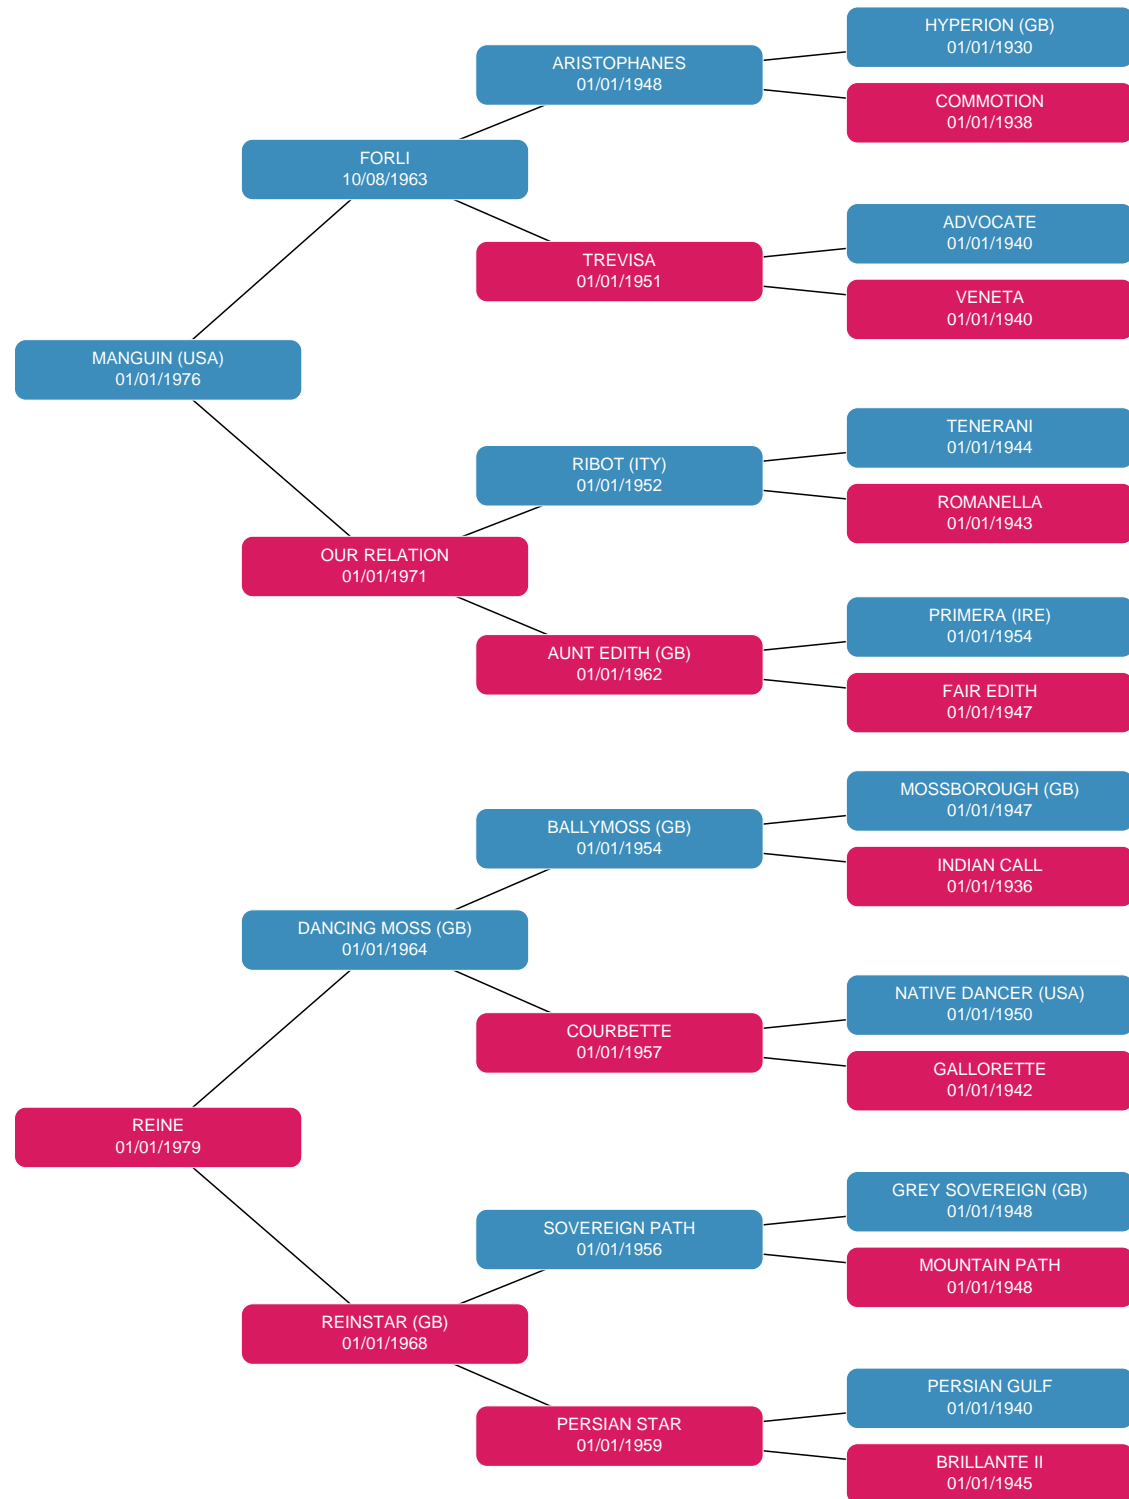 HYPERION (GB)
01/01/1930
ARISTOPHANES
01/01/1948
COMMOTION
01/01/1938
FORLI
10/08/1963
ADVOCATE
01/01/1940
TREVISA
01/01/1951
VENETA
01/01/1940
MANGUIN (USA)
01/01/1976
TENERANI
01/01/1944
RIBOT (ITY)
01/01/1952
ROMANELLA
01/01/1943
OUR RELATION
01/01/1971
PRIMERA (IRE)
01/01/1954
AUNT EDITH (GB)
01/01/1962
FAIR EDITH
01/01/1947
MOSSBOROUGH (GB)
01/01/1947
BALLYMOSS (GB)
01/01/1954
INDIAN CALL
01/01/1936
DANCING MOSS (GB)
01/01/1964
NATIVE DANCER (USA)
01/01/1950
COURBETTE
01/01/1957
GALLORETTE
01/01/1942
REINE
01/01/1979
GREY SOVEREIGN (GB)
01/01/1948
SOVEREIGN PATH
01/01/1956
MOUNTAIN PATH
01/01/1948
REINSTAR (GB)
01/01/1968
PERSIAN GULF
01/01/1940
PERSIAN STAR
01/01/1959
BRILLANTE II
01/01/1945